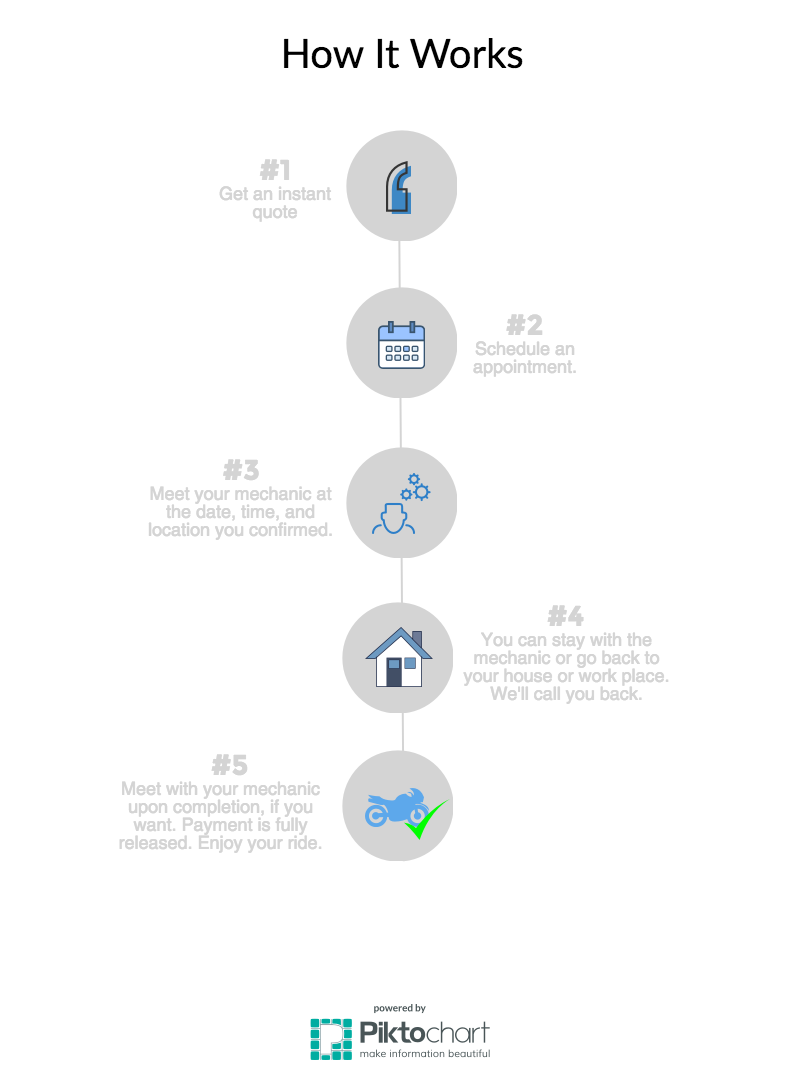 How It Works
#1
Get an instant
quote
#2
Schedule an
appointment.
#3
Meet your mechanic at
the date, time, and
location you confirmed.
#4
You can stay with the
mechanic or go back to
your house or work place.
We'll call you back.
#5
Meet with your mechanic
upon completion, if you
want. Payment is fully
released. Enjoy your ride.
powered by
Piktochart
make information beautiful